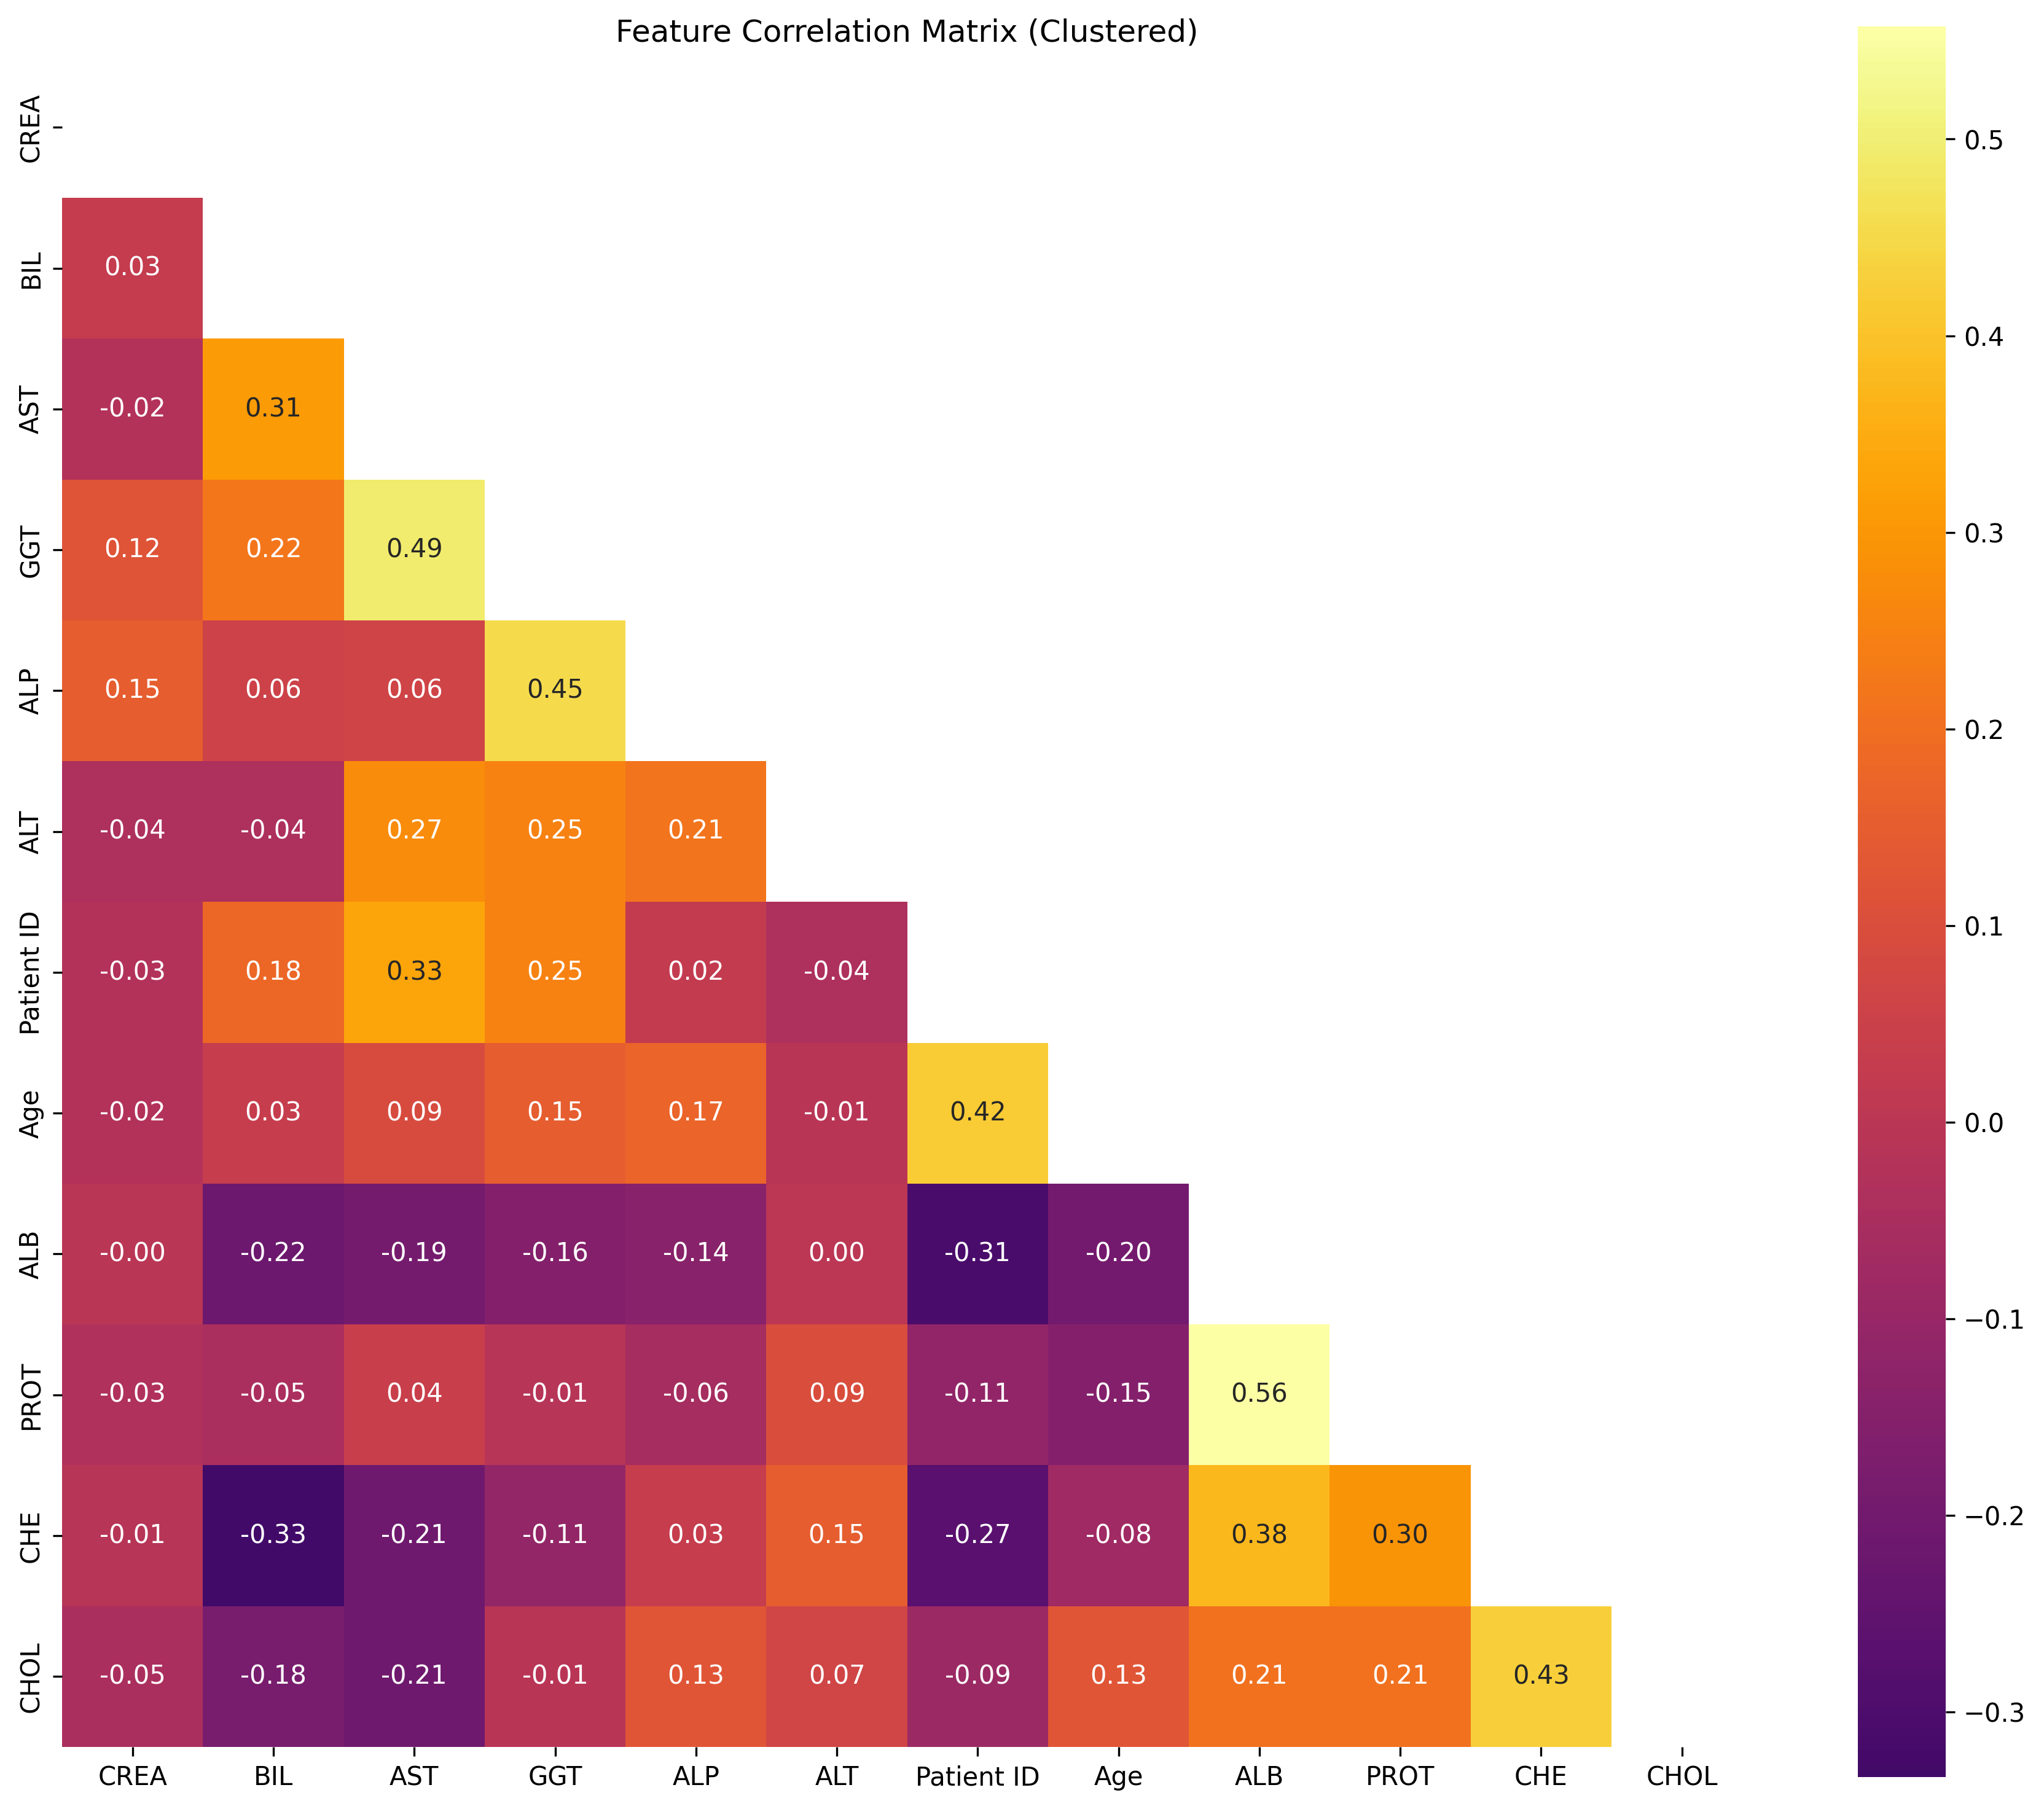 Feature Correlation Matrix (Clustered)
CREA
BIL 0.03
AST -0.02 0.31
GGT 0.12 0.22 0.49
ALP 0.15 0.06 0.06 0.45
ALT -0.04 -0.04 0.27 0.25 0.21
Patient ID -0.03 0.18 0.33 0.25 0.02 -0.04
Age -0.02 0.03 0.09 0.15 0.17 -0.01 0.42
ALB -0.00 -0.22 -0.19 -0.16 -0.14 0.00 -0.31 -0.20
PROT -0.03 -0.05 0.04 -0.01 -0.06 0.09 -0.11 -0.15 0.56
CHE -0.01 -0.33 -0.21 -0.11 0.03 0.15 -0.27 -0.08 0.38 0.30
CHOL -0.05 -0.18 -0.21 -0.01 0.13 0.07 -0.09 0.13 0.21 0.21 0.43
CREA BIL AST GGT ALP ALT Patient ID Age ALB PROT CHE CHOL
0.5
0.4
0.3
0.2
0.1
0.0
−0.1
−0.2
−0.3